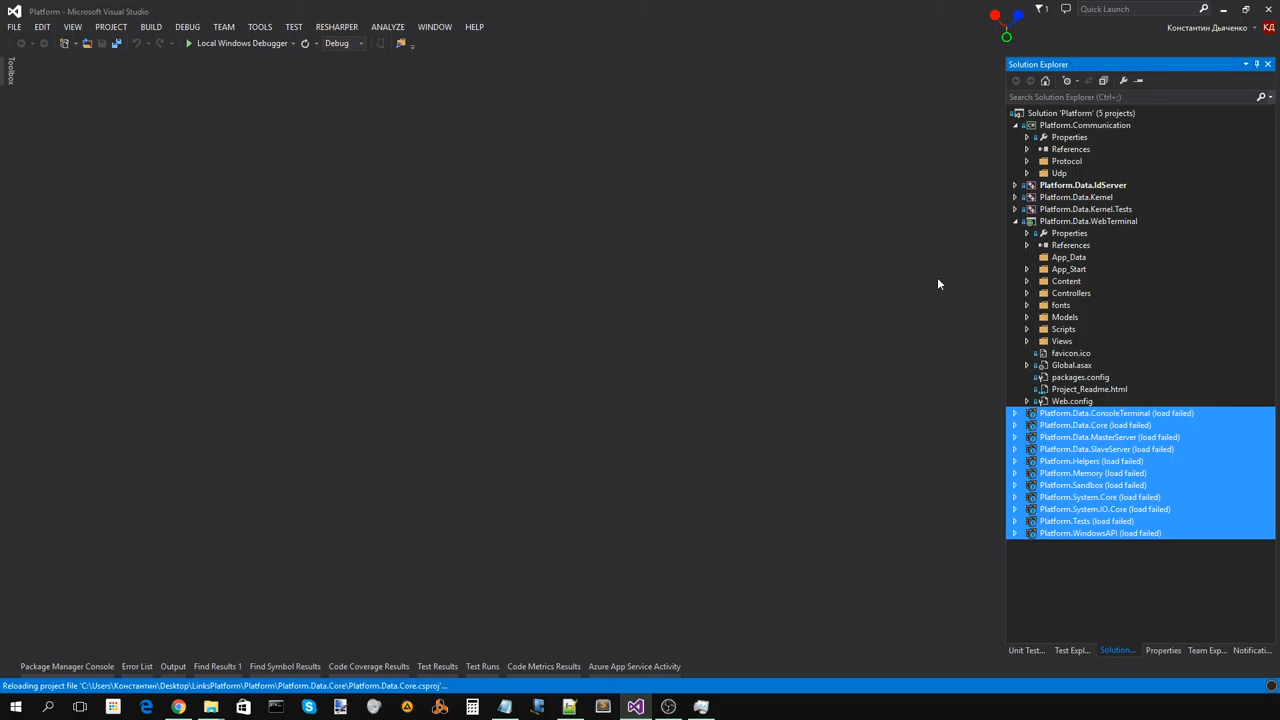 Platform - Microsoft Visual Studio
1
Quick Launch
FILE EDIT VIEW PROJECT BUILD DEBUG TEAM TOOLS TEST RESHARPER ANALYZE WINDOW HELP
Константин Дьяченко КД
Local Windows Debugger Debug
Toolbox
Solution Explorer
Search Solution Explorer (Ctrl+;)
Solution 'Platform' (5 projects)
Platform.Communication
Properties
References
Protocol
Udp
Platform.Data.IdServer
Platform.Data.Kernel
Platform.Data.Kernel.Tests
Platform.Data.WebTerminal
Properties
References
App_Data
App_Start
Content
Controllers
fonts
Models
Scripts
Views
favicon.ico
Global.asax
packages.config
Project_Readme.html
Web.config
Platform.Data.ConsoleTerminal (load failed)
Platform.Data.Core (load failed)
Platform.Data.MasterServer (load failed)
Platform.Data.SlaveServer (load failed)
Platform.Helpers (load failed)
Platform.Memory (load failed)
Platform.Sandbox (load failed)
Platform.System.Core (load failed)
Platform.System.IO.Core (load failed)
Platform.Tests (load failed)
Platform.WindowsAPI (load failed)
Unit Test... Test Expl... Solution... Properties Team Exp... Notificati...
Package Manager Console Error List Output Find Results 1 Find Symbol Results Code Coverage Results Test Results Test Runs Code Metrics Results Azure App Service Activity
Reloading project file 'C:\Users\Константин\Desktop\LinksPlatform\Platform\Platform.Data.Core\Platform.Data.Core.csproj'...